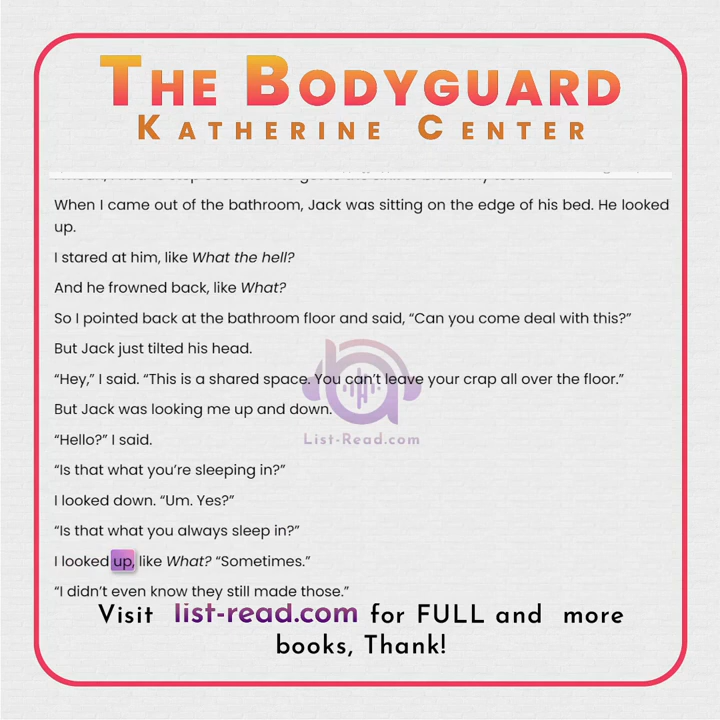 THE BODYGUARD
KATHERINE CENTER
When I came out of the bathroom, Jack was sitting on the edge of his bed. He looked
up.
I stared at him, like What the hell?
And he frowned back, like What?
So I pointed back at the bathroom floor and said, “Can you come deal with this?”
But Jack just tilted his head.
“Hey,” I said. “This is a shared space. You can’t leave your crap all over the floor.”
But Jack was looking me up and down.
List-Read.com
“Hello?” I said.
“Is that what you’re sleeping in?”
I looked down. “Um. Yes?”
“Is that what you always sleep in?”
I looked up, like What? “Sometimes.”
“I didn’t even know they still made those.”
Visit list-read.com for FULL and more
books, Thank!